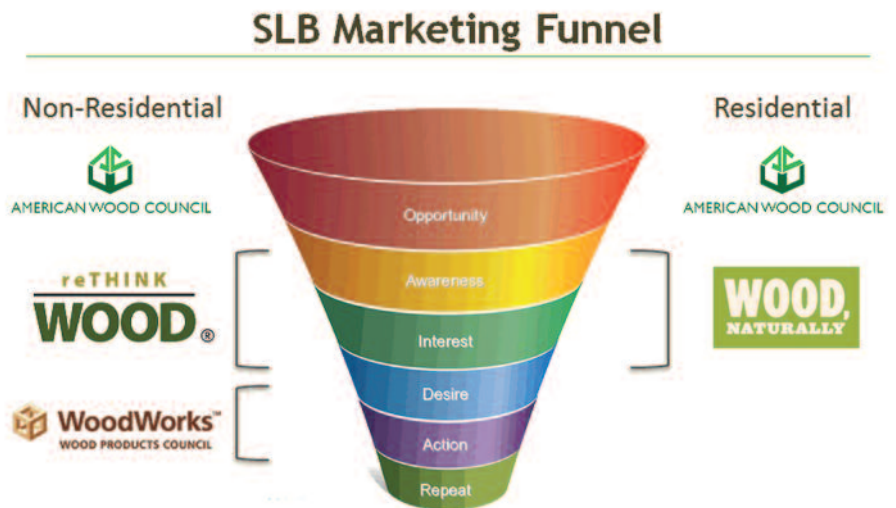 SLB Marketing Funnel
Non-Residential
AMERICAN WOOD COUNCIL
reTHINK
WOOD®
WoodWorks™
WOOD PRODUCTS COUNCIL
Opportunity
Awareness
Interest
Desire
Action
Repeat
Residential
AMERICAN WOOD COUNCIL
WOOD,
NATURALLY